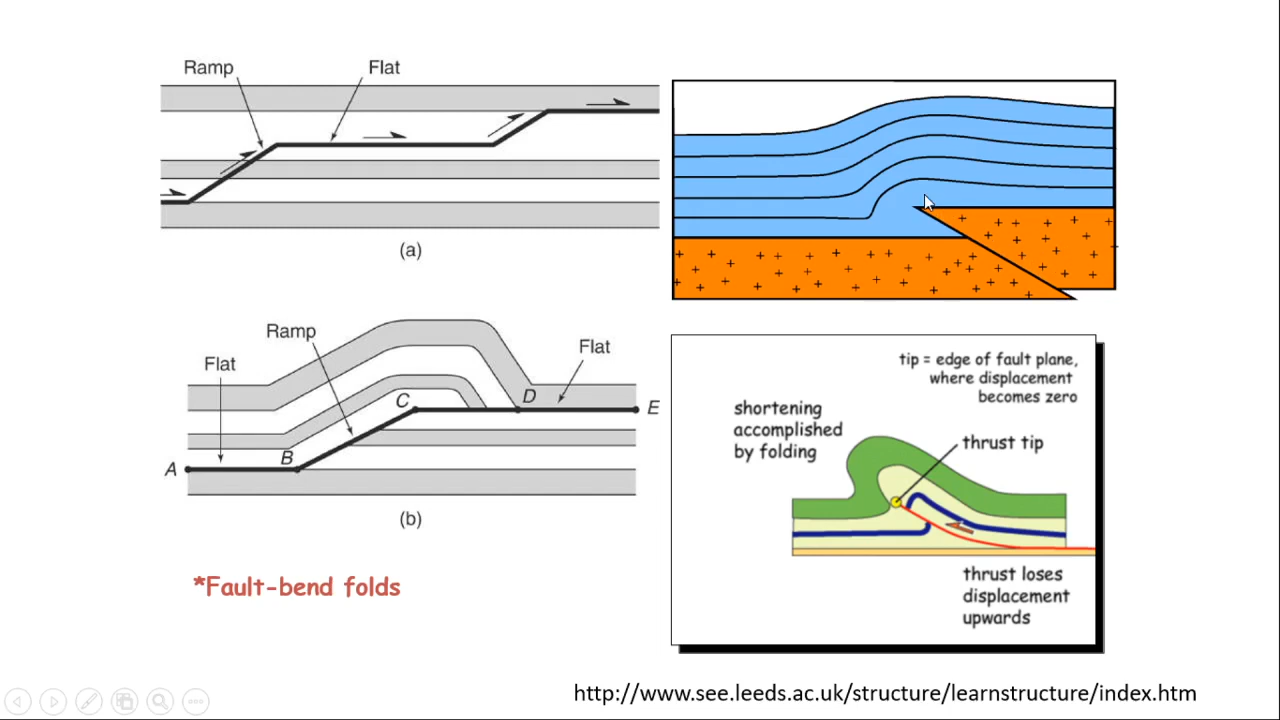 Ramp
Flat
(a)
Ramp
Flat
Flat
A
B
C
D
E
(b)
*Fault-bend folds
tip = edge of fault plane,
where displacement
becomes zero
shortening
accomplished
by folding
thrust tip
thrust loses
displacement
upwards
http://www.see.leeds.ac.uk/structure/learnstructure/index.htm